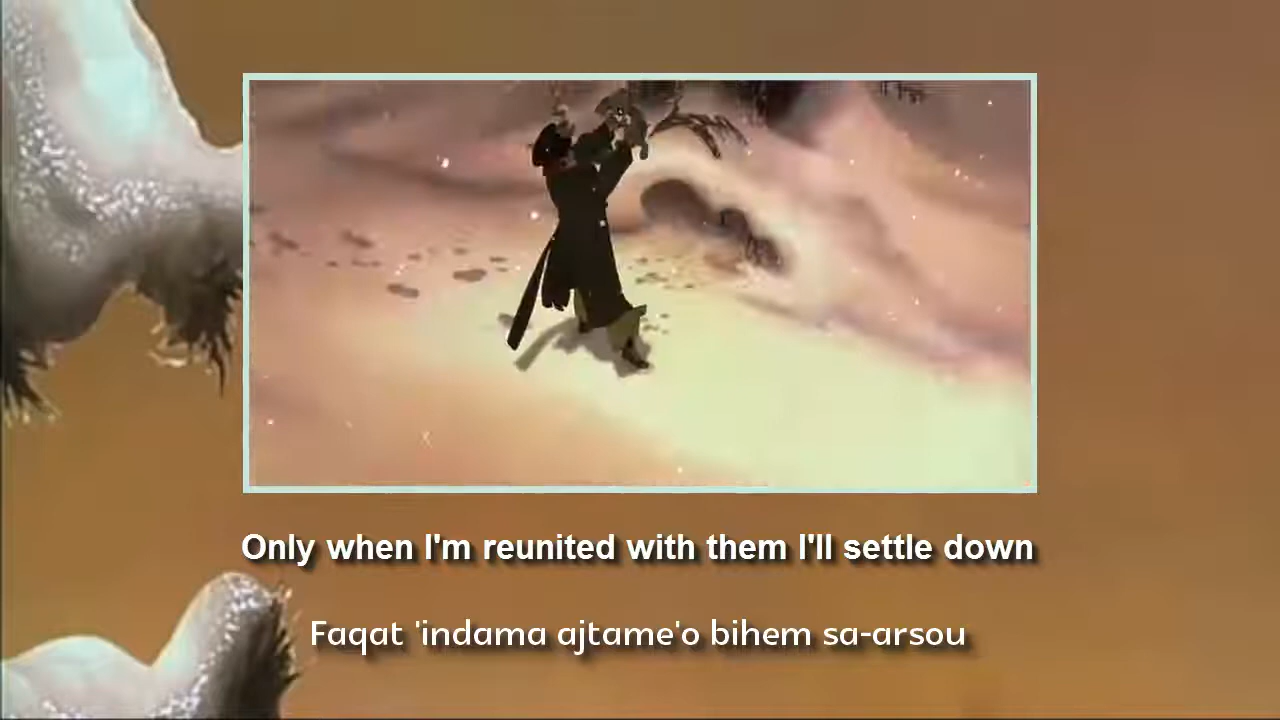 Only when I'm reunited with them I'll settle down
Faqat 'indama ajtame'o bihem sa-arsou